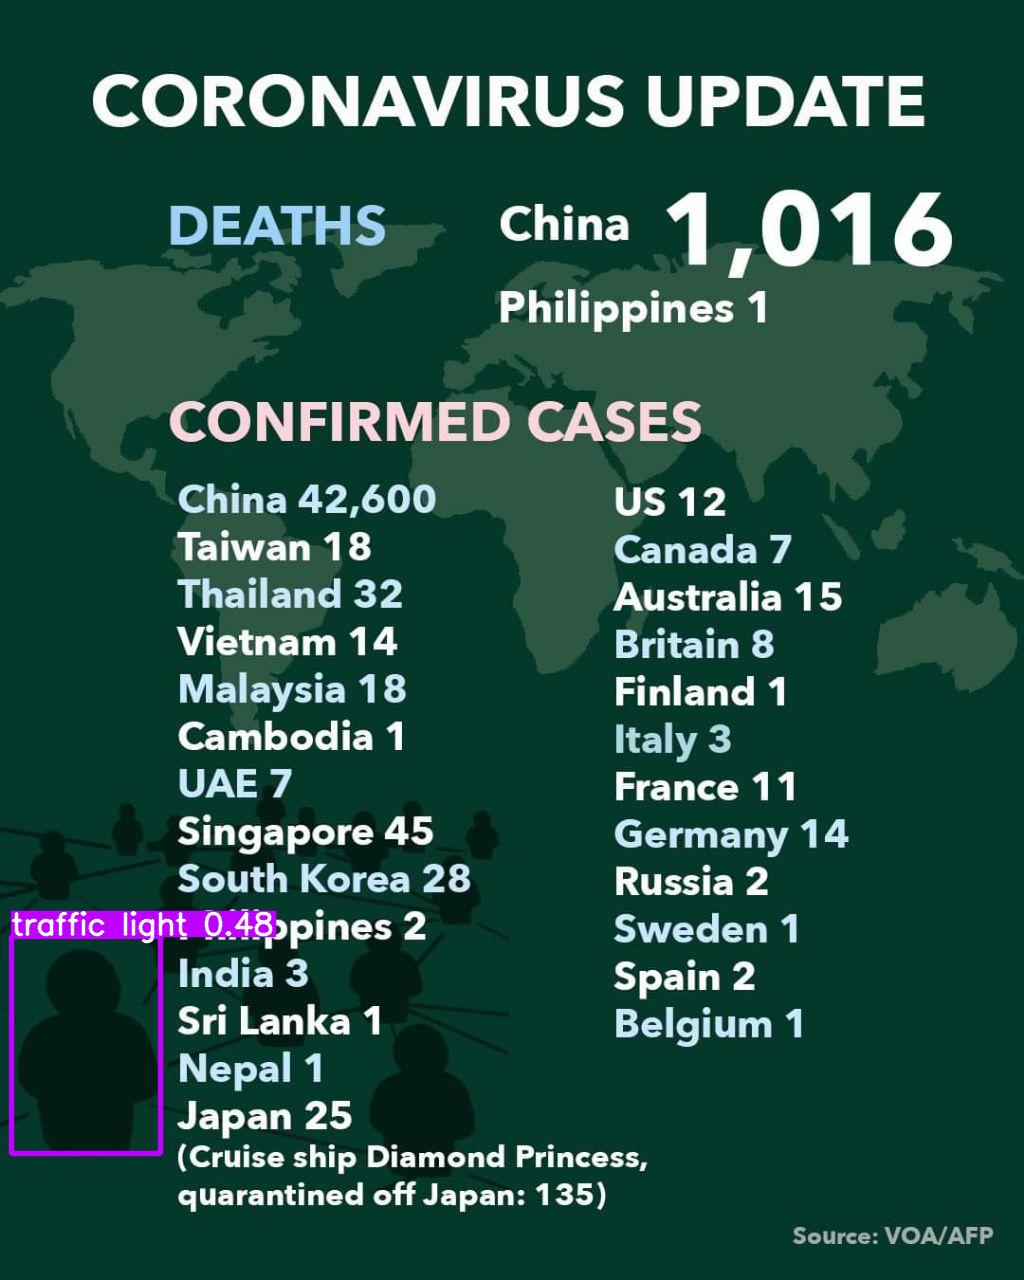 CORONAVIRUS UPDATE
DEATHS
China 1,016
Philippines 1
CONFIRMED CASES
China 42,600
Taiwan 18
Thailand 32
Vietnam 14
Malaysia 18
Cambodia 1
UAE 7
Singapore 45
South Korea 28
traffic light 0.48
ppines 2
India 3
Sri Lanka 1
Nepal 1
Japan 25
(Cruise ship Diamond Princess,
quarantined off Japan: 135)
US 12
Canada 7
Australia 15
Britain 8
Finland 1
Italy 3
France 11
Germany 14
Russia 2
Sweden 1
Spain 2
Belgium 1
Source: VOA/AFP